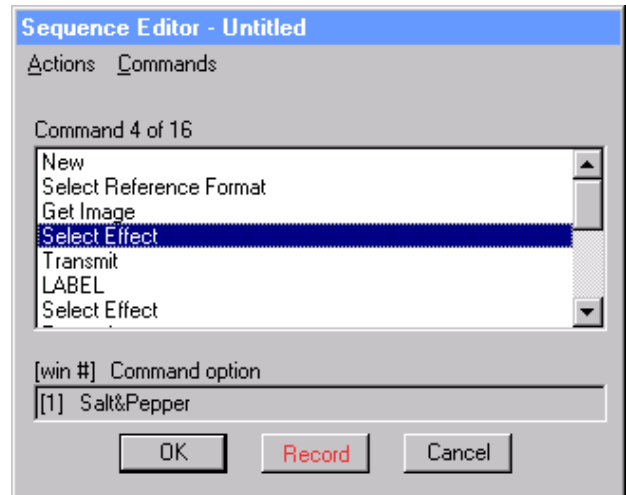 Sequence Editor - Untitled
Actions Commands
Command 4 of 16
New
Select Reference Format
Get Image
Select Effect
Transmit
LABEL
Select Effect
[win #] Command option
[1] Salt&Pepper
OK Record Cancel